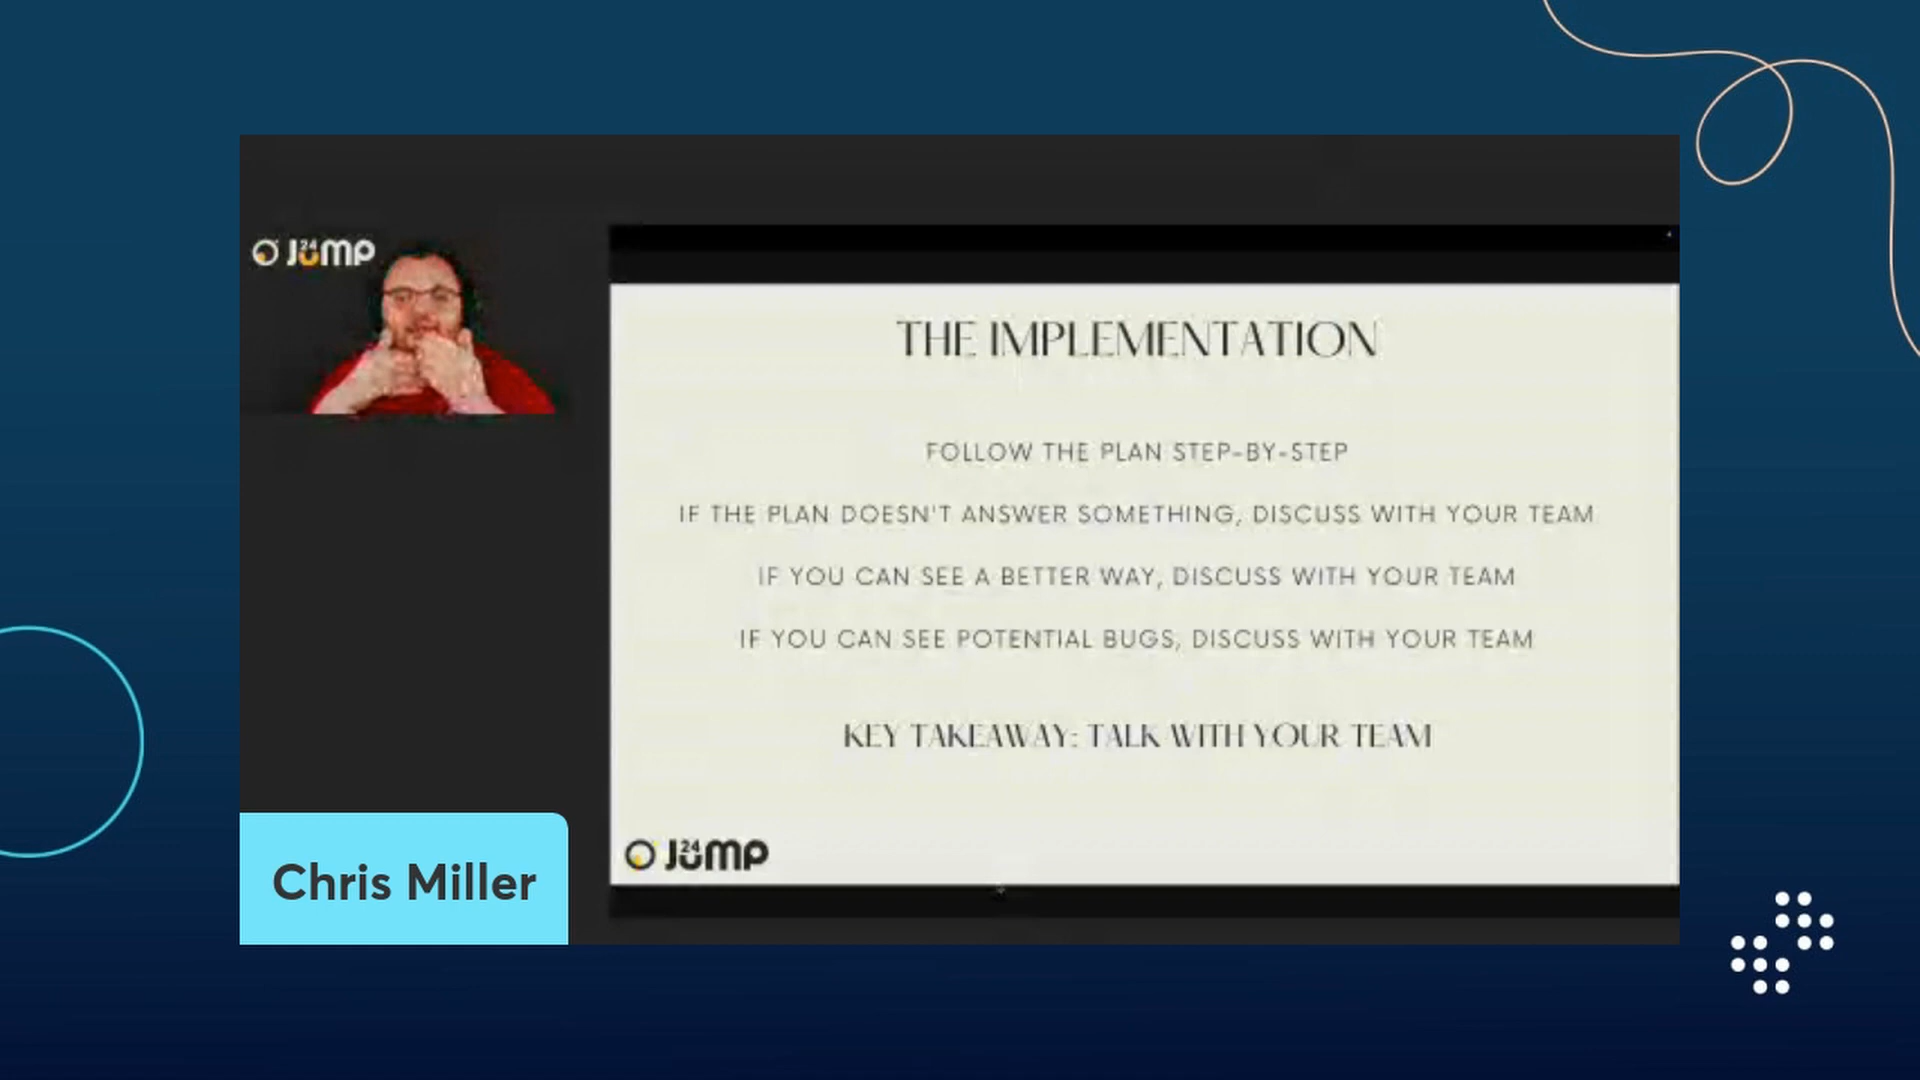 JUMP 24
THE IMPLEMENTATION
FOLLOW THE PLAN STEP-BY-STEP
IF THE PLAN DOESN'T ANSWER SOMETHING, DISCUSS WITH YOUR TEAM
IF YOU CAN SEE A BETTER WAY, DISCUSS WITH YOUR TEAM
IF YOU CAN SEE POTENTIAL BUGS, DISCUSS WITH YOUR TEAM
KEY TAKEAWAY: TALK WITH YOUR TEAM
JUMP 24
Chris Miller